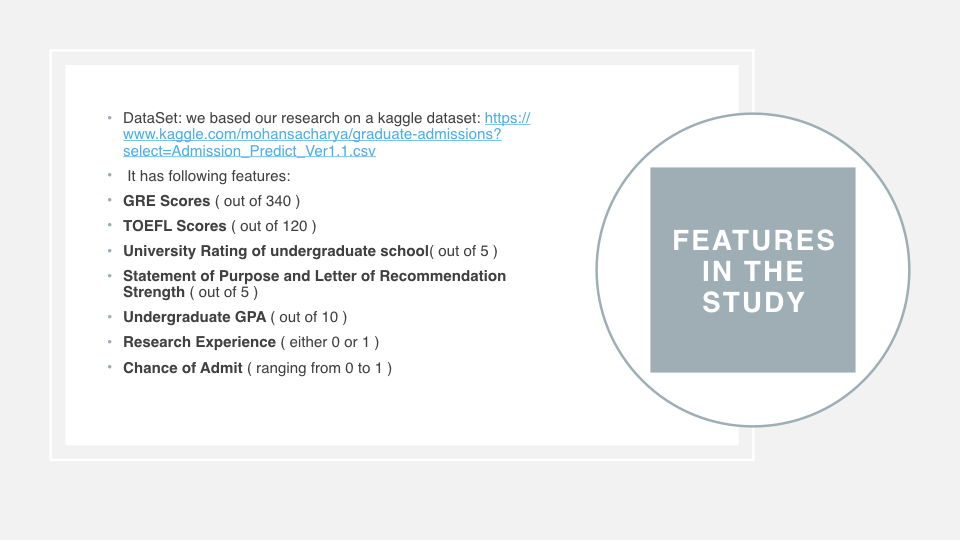 • DataSet: we based our research on a kaggle dataset: https://
www.kaggle.com/mohansacharya/graduate-admissions?
select=Admission_Predict_Ver1.1.csv
• It has following features:
• GRE Scores ( out of 340 )
• TOEFL Scores ( out of 120 )
• University Rating of undergraduate school( out of 5 )
• Statement of Purpose and Letter of Recommendation
Strength ( out of 5 )
• Undergraduate GPA ( out of 10 )
• Research Experience ( either 0 or 1 )
• Chance of Admit ( ranging from 0 to 1 )
FEATURES
IN THE
STUDY